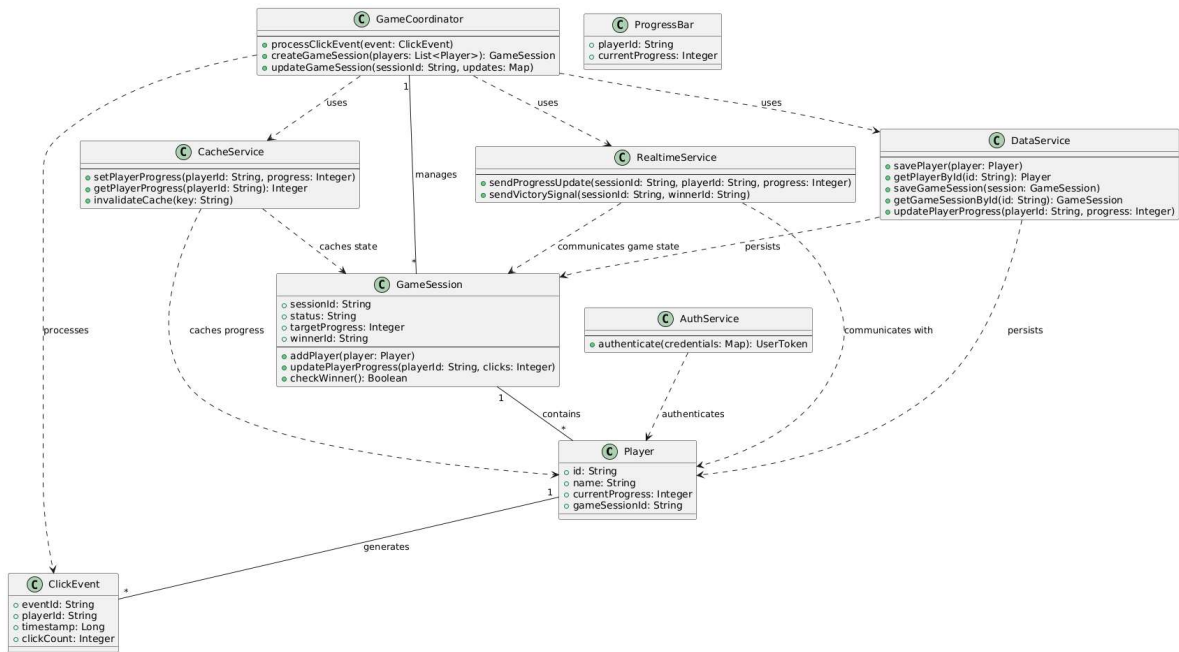 C GameCoordinator
processClickEvent(event: ClickEvent)
createGameSession(players: List<Player>): GameSession
updateGameSession(sessionId: String, updates: Map)
C ProgressBar
playerId: String
currentProgress: Integer
1
uses
uses
uses
C CacheService
setPlayerProgress(playerId: String, progress: Integer)
getPlayerProgress(playerId: String): Integer
invalidateCache(key: String)
manages
C RealtimeService
sendProgressUpdate(sessionId: String, playerId: String, progress: Integer)
sendVictorySignal(sessionId: String, winnerId: String)
C DataService
savePlayer(player: Player)
getPlayerById(id: String): Player
saveGameSession(session: GameSession)
getGameSessionById(id: String): GameSession
updatePlayerProgress(playerId: String, progress: Integer)
caches state
*
communicates game state
persists
C GameSession
sessionId: String
status: String
targetProgress: Integer
winnerId: String
addPlayer(player: Player)
updatePlayerProgress(playerId: String, clicks: Integer)
checkWinner(): Boolean
C AuthService
authenticate(credentials: Map): UserToken
processes
caches progress
communicates with
persists
1
contains
*
authenticates
C Player
id: String
name: String
currentProgress: Integer
gameSessionId: String
1
generates
*
C ClickEvent
eventId: String
playerId: String
timestamp: Long
clickCount: Integer